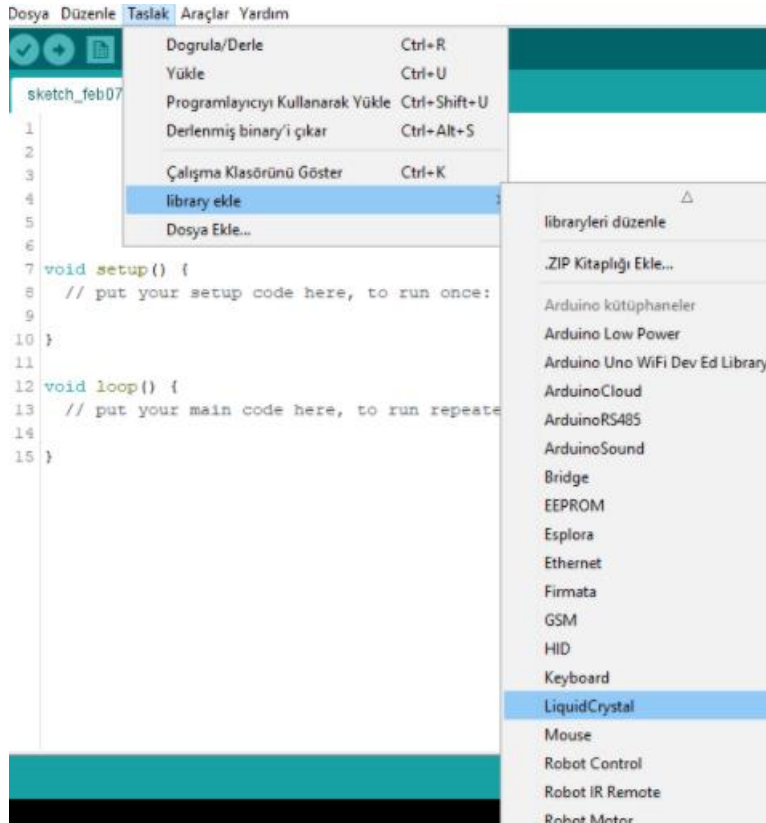 Dosya Düzenle Taslak Araçlar Yardım
Dogrula/Derle Ctrl+R
Yükle Ctrl+U
Programlayıcıyı Kullanarak Yükle Ctrl+Shift+U
Derlenmiş binary'i çıkar Ctrl+Alt+S
Çalışma Klasörünü Göster Ctrl+K
library ekle
Dosya Ekle...
sketch_feb07
1
2
3
4
5
6
7 void setup() {
8 // put your setup code here, to run once:
9
10 }
11
12 void loop() {
13 // put your main code here, to run repeate
14
15 }
libraryleri düzenle
.ZIP Kitaplığı Ekle...
Arduino kütüphaneler
Arduino Low Power
Arduino Uno WiFi Dev Ed Library
ArduinoCloud
ArduinoRS485
ArduinoSound
Bridge
EEPROM
Esplora
Ethernet
Firmata
GSM
HID
Keyboard
LiquidCrystal
Mouse
Robot Control
Robot IR Remote
Robot Motor